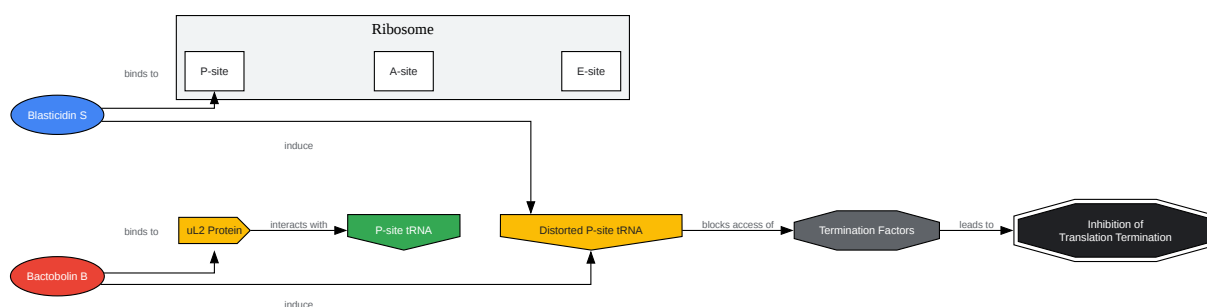 Ribosome
P-site
A-site
E-site
binds to
Blasticidin S
induce
binds to
uL2 Protein
interacts with
P-site tRNA
Distorted P-site tRNA
blocks access of
Termination Factors
leads to
Inhibition of
Translation Termination
Bactobolin B
induce